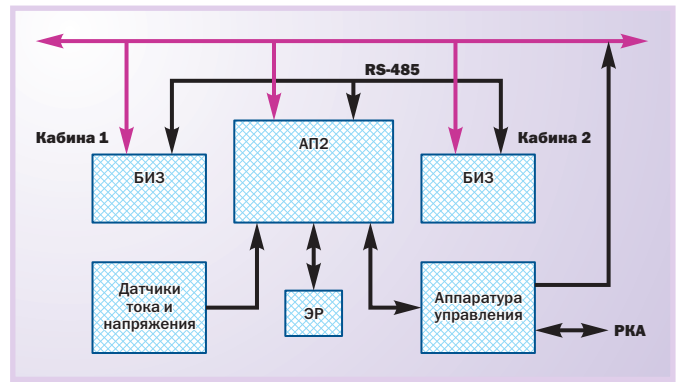 RS-485
Кабина 1
Кабина 2
АП2
БИЗ
БИЗ
Датчики
тока и
напряжения
ЭР
Аппаратура
управления
РКА